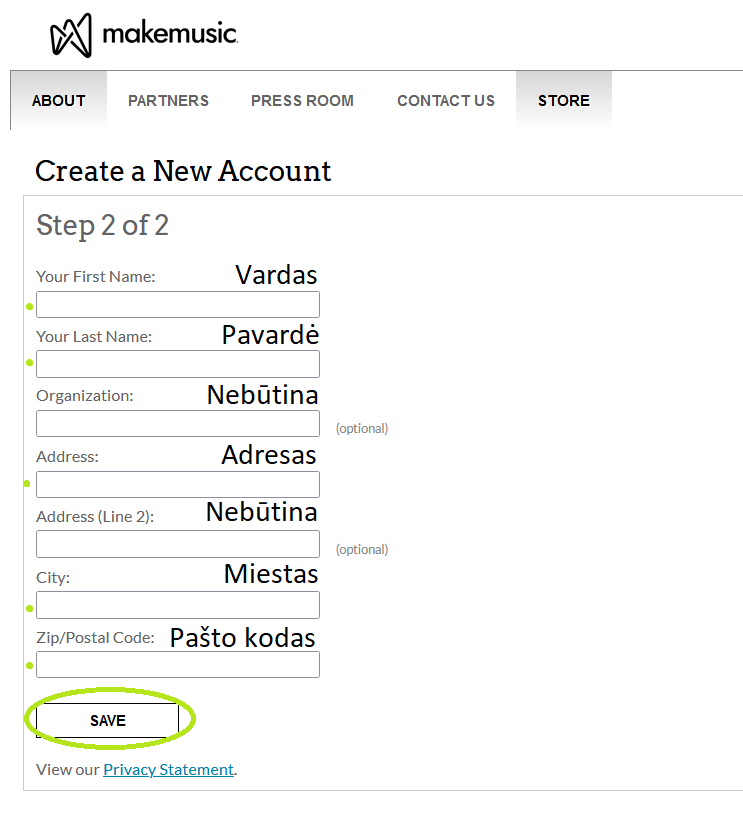 makemusic.
ABOUT PARTNERS PRESS ROOM CONTACT US STORE
Create a New Account
Step 2 of 2
Your First Name: Vardas
Your Last Name: Pavardė
Organization: Nebūtina
(optional)
Address: Adresas
Address (Line 2): Nebūtina
(optional)
City: Miestas
Zip/Postal Code: Pašto kodas
SAVE
View our Privacy Statement.